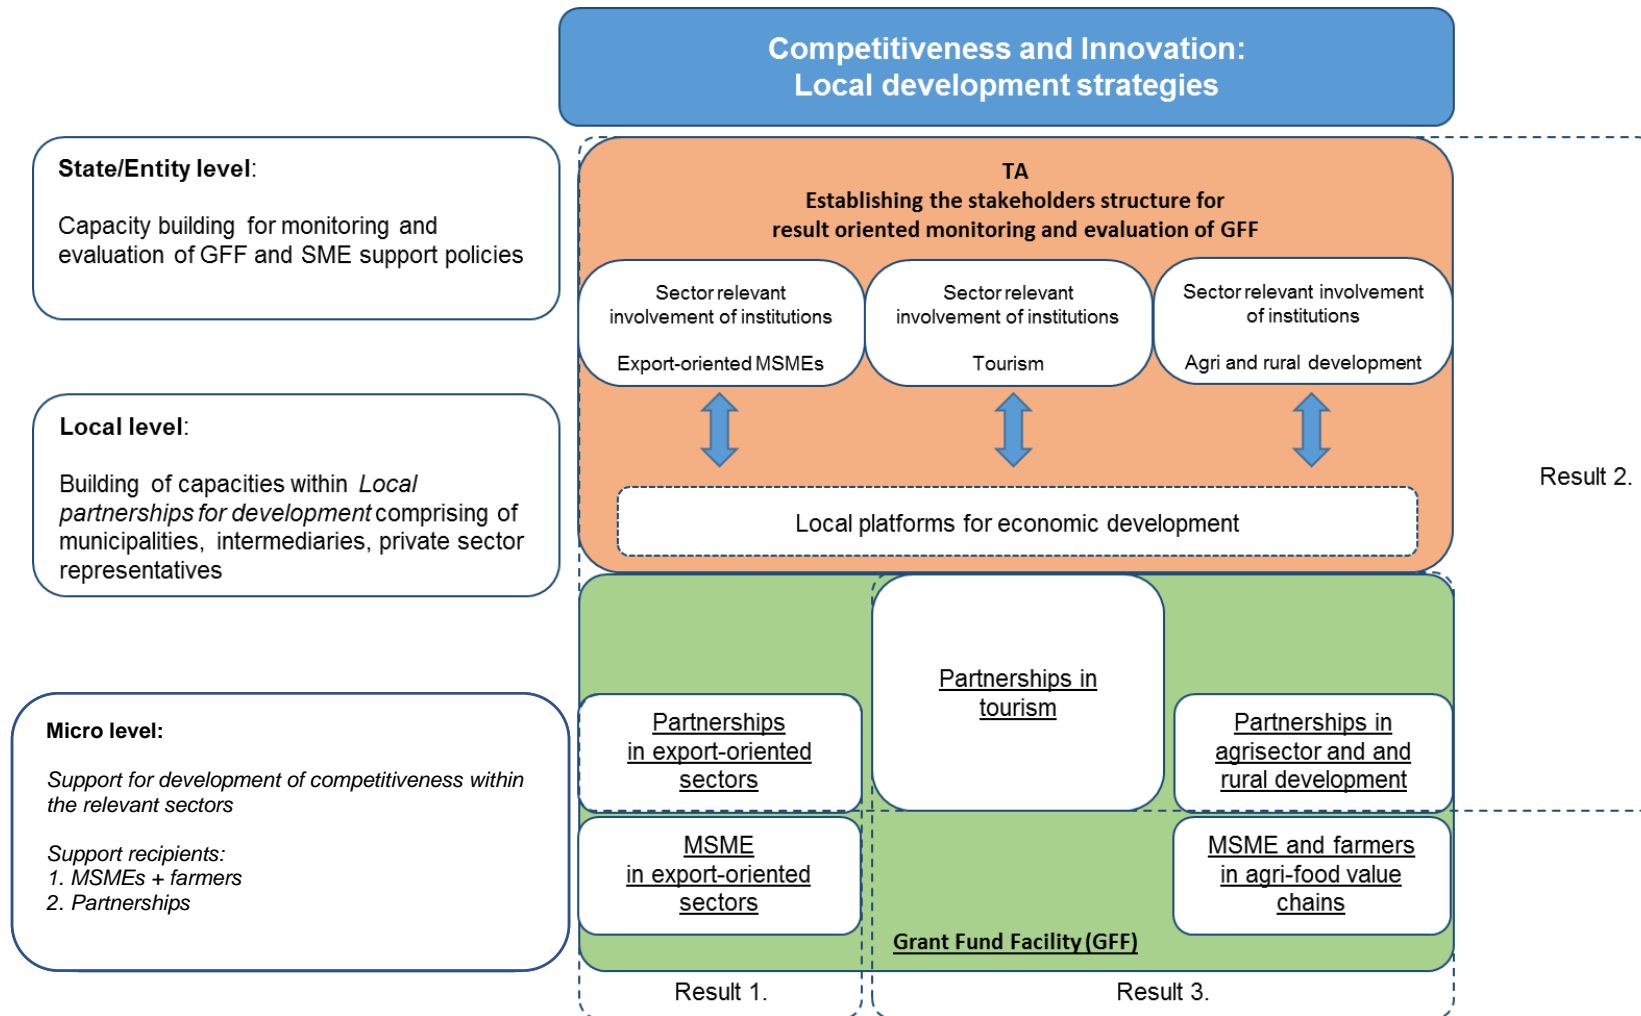 Competitiveness and Innovation:
Local development strategies
State/Entity level:
Capacity building for monitoring and
evaluation of GFF and SME support policies
TA
Establishing the stakeholders structure for
result oriented monitoring and evaluation of GFF
Sector relevant
involvement of institutions
Export-oriented MSMEs
Sector relevant
involvement of institutions
Tourism
Sector relevant involvement
of institutions
Agri and rural development
Local level:
Building of capacities within Local
partnerships for development comprising of
municipalities, intermediaries, private sector
representatives
Local platforms for economic development
Result 2.
Micro level:
Support for development of competitiveness within
the relevant sectors
Support recipients:
1. MSMEs + farmers
2. Partnerships
Partnerships
in export-oriented
sectors
Partnerships in
tourism
Partnerships in
agrisector and and
rural development
MSME
in export-oriented
sectors
MSME and farmers
in agri-food value
chains
Grant Fund Facility (GFF)
Result 1.
Result 3.